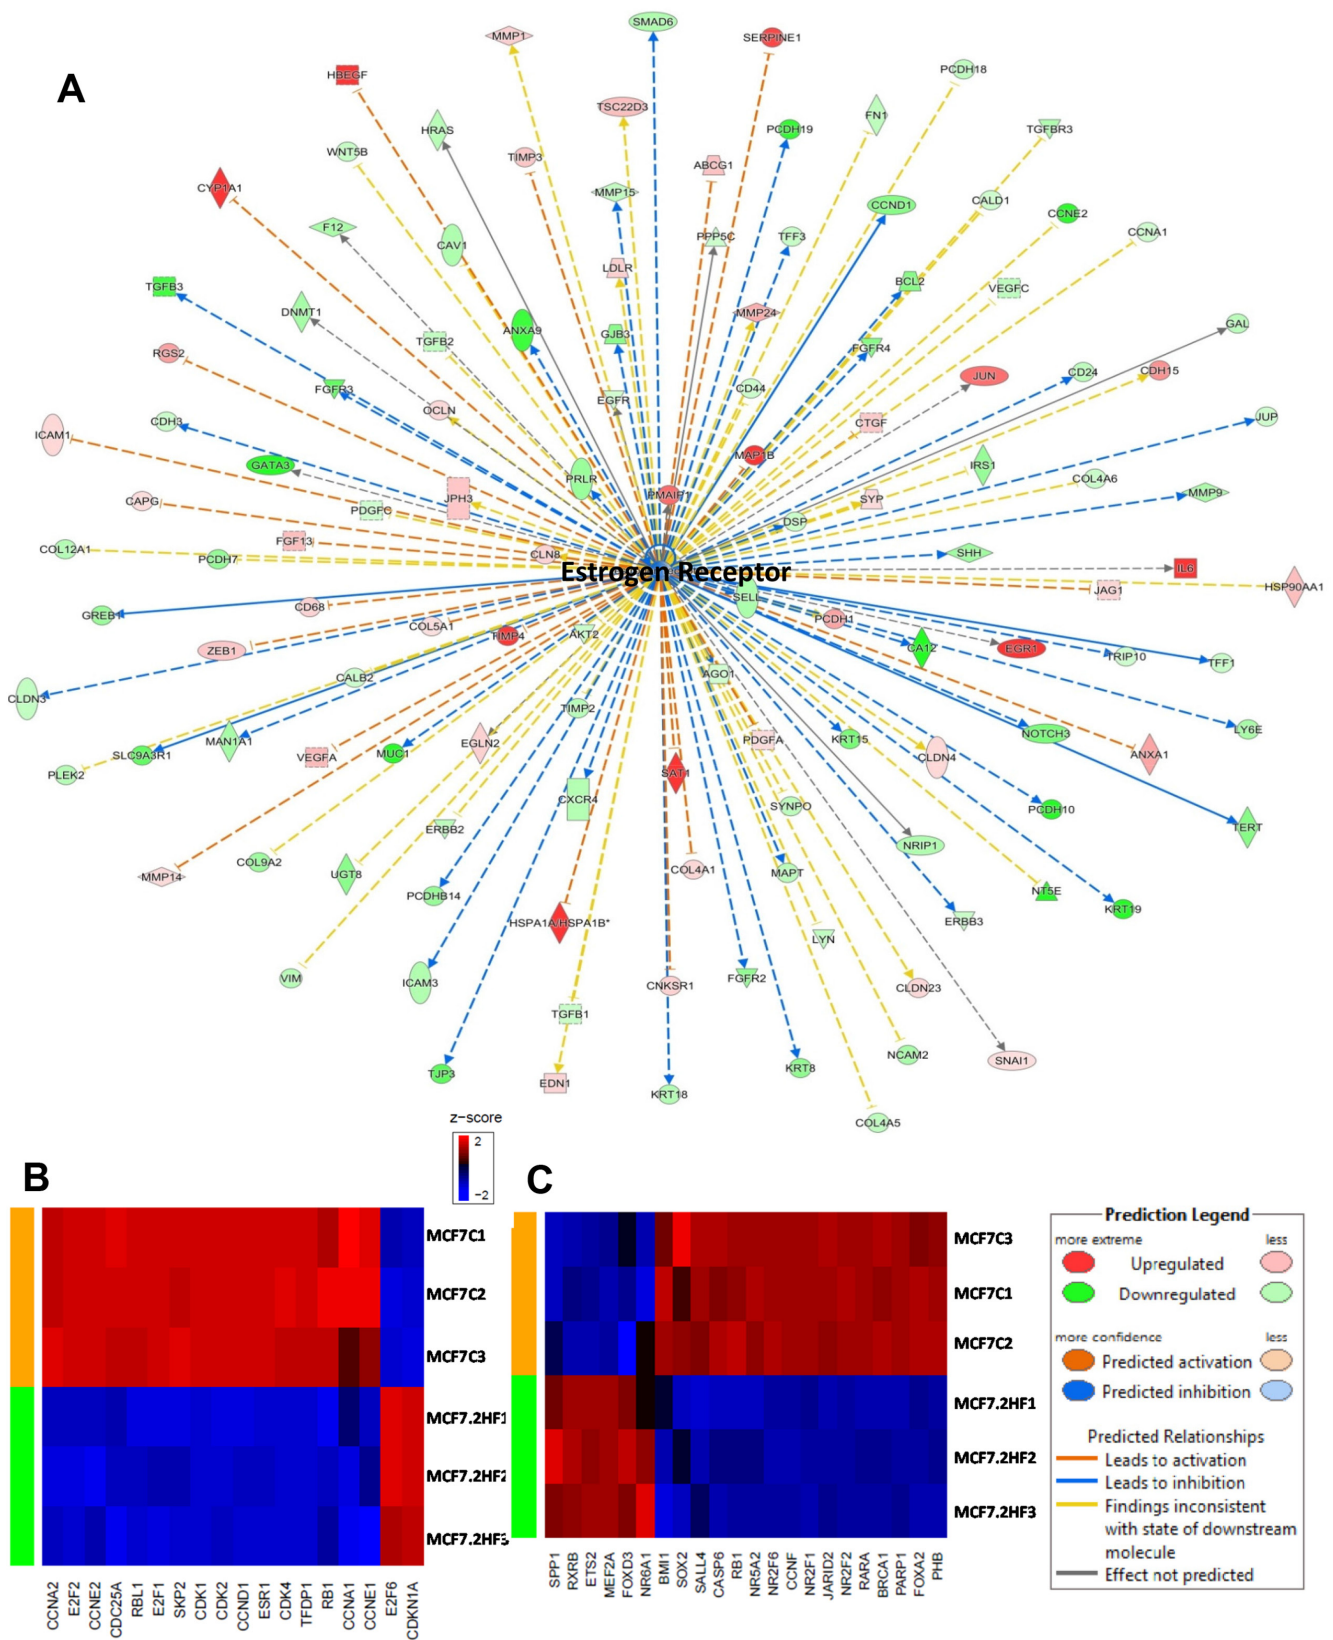 A
SMAD6
MMP1
SERPINE1
HBEGF
PCDH18
TSC22D3
FN1
HRAS
PCDH19
TGFBR3
WNT5B
TIMP3
ABCG1
CYP1A1
MMP15
CCND1
CALD1
CCNE2
F12
CAV1
PPP5C
TFF3
CCNA1
LDLR
TGFB3
BCL2
VEGFC
DNMT1
MMP24
GAL
ANXA9
GJB3
TGFB2
FGFR4
RGS2
CD24
CDH15
JUN
FGFR3
CD44
EGFR
OCLN
CDH3
CTGF
JUP
ICAM1
MAP1B
GATA3
IRS1
PRLR
COL4A6
CAPG
JPH3
PMAIP1
SYP
MMP9
PDGFC
DSP
FGF13
COL12A1
PCDH7
CLN8
SHH
Estrogen Receptor
IL6
HSP90AA1
JAG1
SELL
GREB1
CD68
COL5A1
TIMP4
AKT2
PCDH1
ZEB1
CA12
EGR1
TRIP10
TFF1
CALB2
AGO1
CLDN3
TIMP2
LY6E
MAN1A1
EGLN2
PDGFA
KRT15
NOTCH3
SLC9A3R1
VEGFA
MUC1
CLDN4
ANXA1
PLEK2
SAT1
CXCR4
SYNPO
PCDH10
ERBB2
TERT
NRIP1
COL9A2
COL4A1
MAPT
MMP14
UGT8
NT5E
PCDHB14
KRT19
HSPA1A/HSPA1B*
ERBB3
LYN
VIM
ICAM3
CNKSR1
FGFR2
CLDN23
TGFB1
NCAM2
SNAI1
TJP3
EDN1
KRT8
KRT18
COL4A5
z-score
2
-2
B
MCF7C1
MCF7C2
MCF7C3
MCF7.2HF1
MCF7.2HF2
MCF7.2HF3
CCNA2
E2F2
CCNE2
CDC25A
RBL1
E2F1
SKP2
CDK1
CDK2
CCND1
ESR1
CDK4
TFDP1
RB1
CCNA1
CCNE1
E2F6
CDKN1A
C
MCF7C3
MCF7C1
MCF7C2
MCF7.2HF1
MCF7.2HF2
MCF7.2HF3
SPP1
RXRB
ETS2
MEF2A
FOXD3
NR6A1
BMI1
SOX2
SALL4
CASP6
RB1
NR5A2
NR2F6
CCNF
NR2F1
JARID2
NR2F2
RARA
BRCA1
PARP1
FOXA2
PHB
Prediction Legend
more extreme less
Upregulated
Downregulated
more confidence less
Predicted activation
Predicted inhibition
Predicted Relationships
Leads to activation
Leads to inhibition
Findings inconsistent
with state of downstream
molecule
Effect not predicted